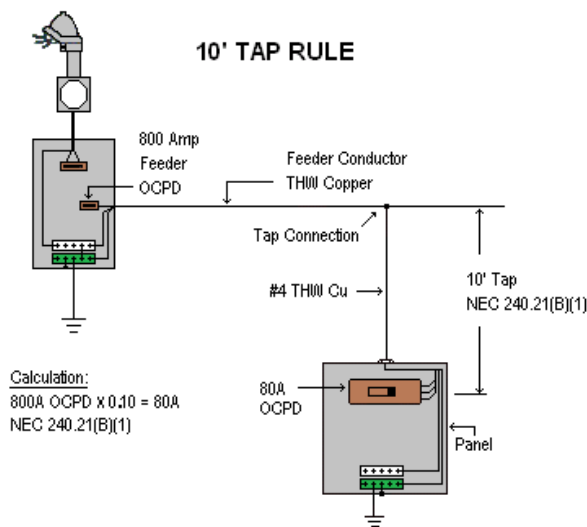 10' TAP RULE
800 Amp
Feeder
OCPD
Feeder Conductor
THW Copper
Tap Connection
#4 THW Cu
10' Tap
NEC 240.21(B)(1)
Calculation:
800A OCPD x 0.10 = 80A
NEC 240.21(B)(1)
80A
OCPD
Panel